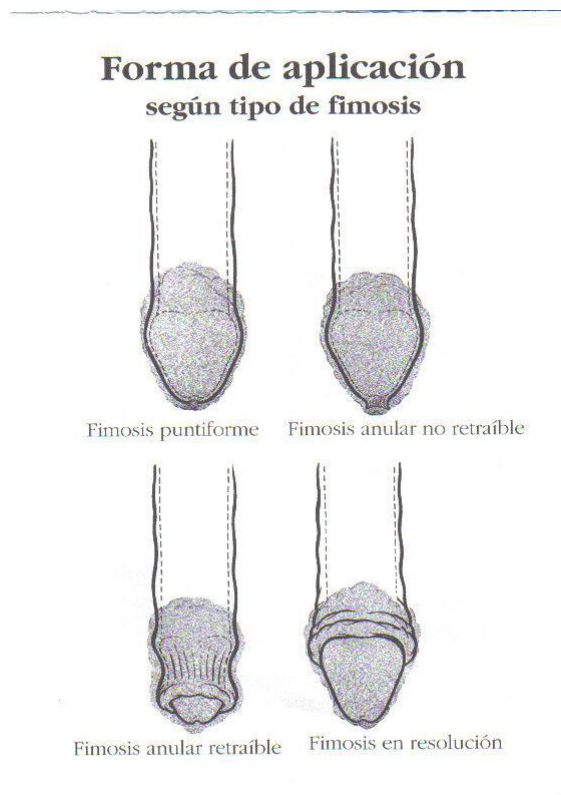 Forma de aplicación
según tipo de fimosis
Fimosis puntiforme
Fimosis anular no retraíble
Fimosis anular retraíble
Fimosis en resolución